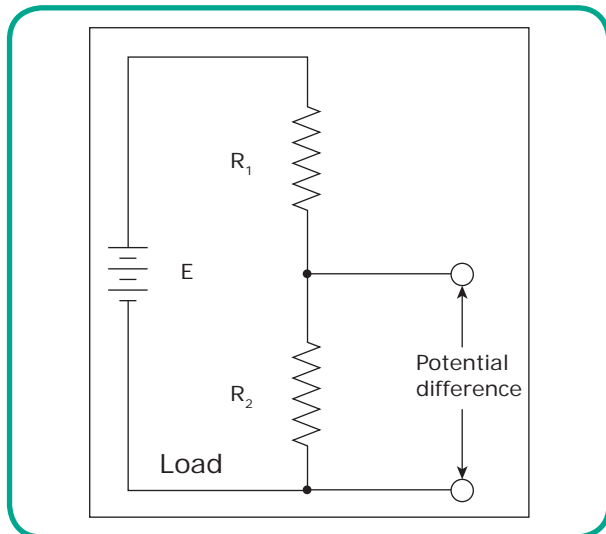 R₁
E
Potential
difference
R₂
Load